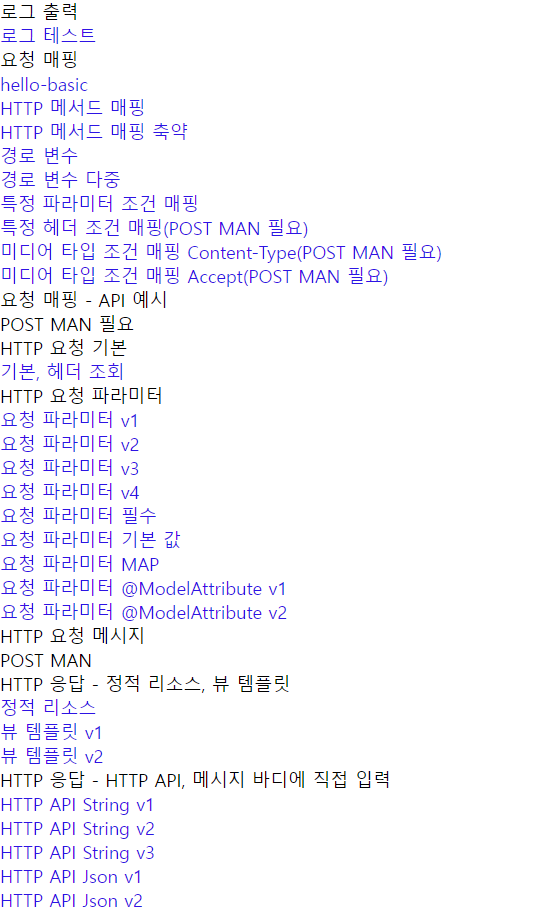 로그 출력
로그 테스트
요청 매핑
hello-basic
HTTP 메서드 매핑
HTTP 메서드 매핑 축약
경로 변수
경로 변수 다중
특정 파라미터 조건 매핑
특정 헤더 조건 매핑(POST MAN 필요)
미디어 타입 조건 매핑 Content-Type(POST MAN 필요)
미디어 타입 조건 매핑 Accept(POST MAN 필요)
요청 매핑 - API 예시
POST MAN 필요
HTTP 요청 기본
기본, 헤더 조회
HTTP 요청 파라미터
요청 파라미터 v1
요청 파라미터 v2
요청 파라미터 v3
요청 파라미터 v4
요청 파라미터 필수
요청 파라미터 기본 값
요청 파라미터 MAP
요청 파라미터 @ModelAttribute v1
요청 파라미터 @ModelAttribute v2
HTTP 요청 메시지
POST MAN
HTTP 응답 - 정적 리소스, 뷰 템플릿
정적 리소스
뷰 템플릿 v1
뷰 템플릿 v2
HTTP 응답 - HTTP API, 메시지 바디에 직접 입력
HTTP API String v1
HTTP API String v2
HTTP API String v3
HTTP API Json v1
HTTP API Json v2